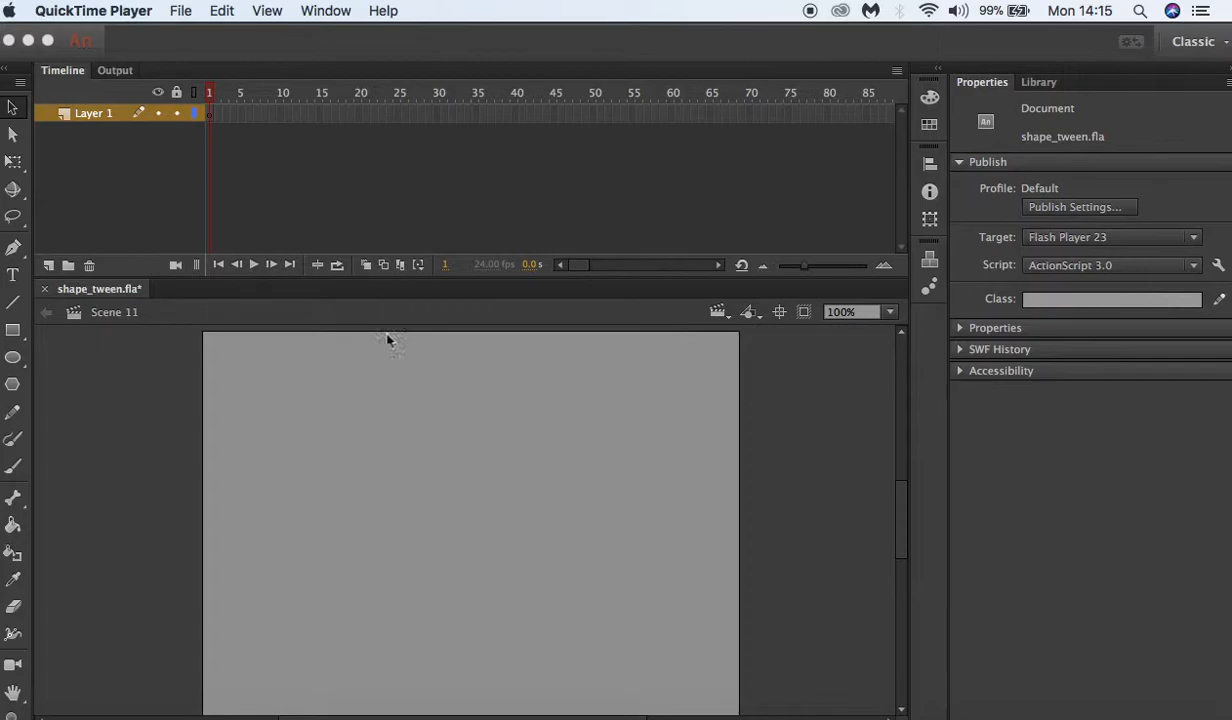 QuickTime Player File Edit View Window Help 99% Mon 14:15
An Classic
Timeline Output
1 5 10 15 20 25 30 35 40 45 50 55 60 65 70 75 80 85
Layer 1
1 24.00 fps 0.0 s
shape_tween.fla*
Scene 11 100%
Properties Library
Document
An
shape_tween.fla
Publish
Profile: Default
Publish Settings...
Target: Flash Player 23
Script: ActionScript 3.0
Class:
Properties
SWF History
Accessibility